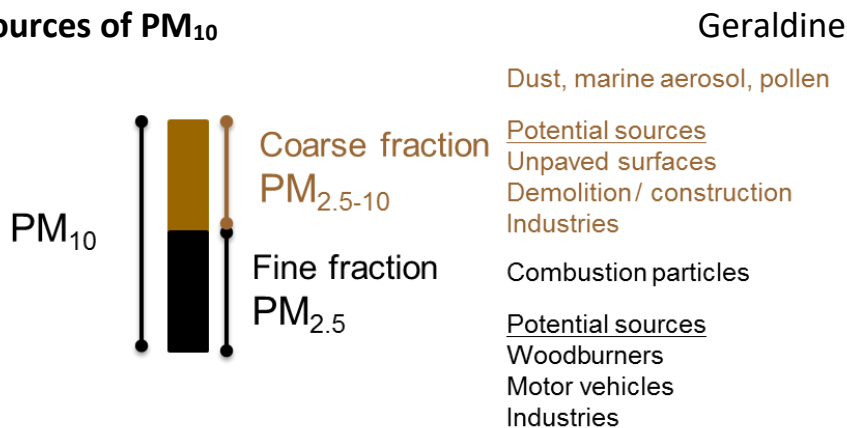 ources of PM₁₀
Geraldine
Dust, marine aerosol, pollen
Potential sources
Unpaved surfaces
Demolition / construction
Industries
Coarse fraction
PM₂.₅₋₁₀
PM₁₀
Fine fraction
PM₂.₅
Combustion particles
Potential sources
Woodburners
Motor vehicles
Industries